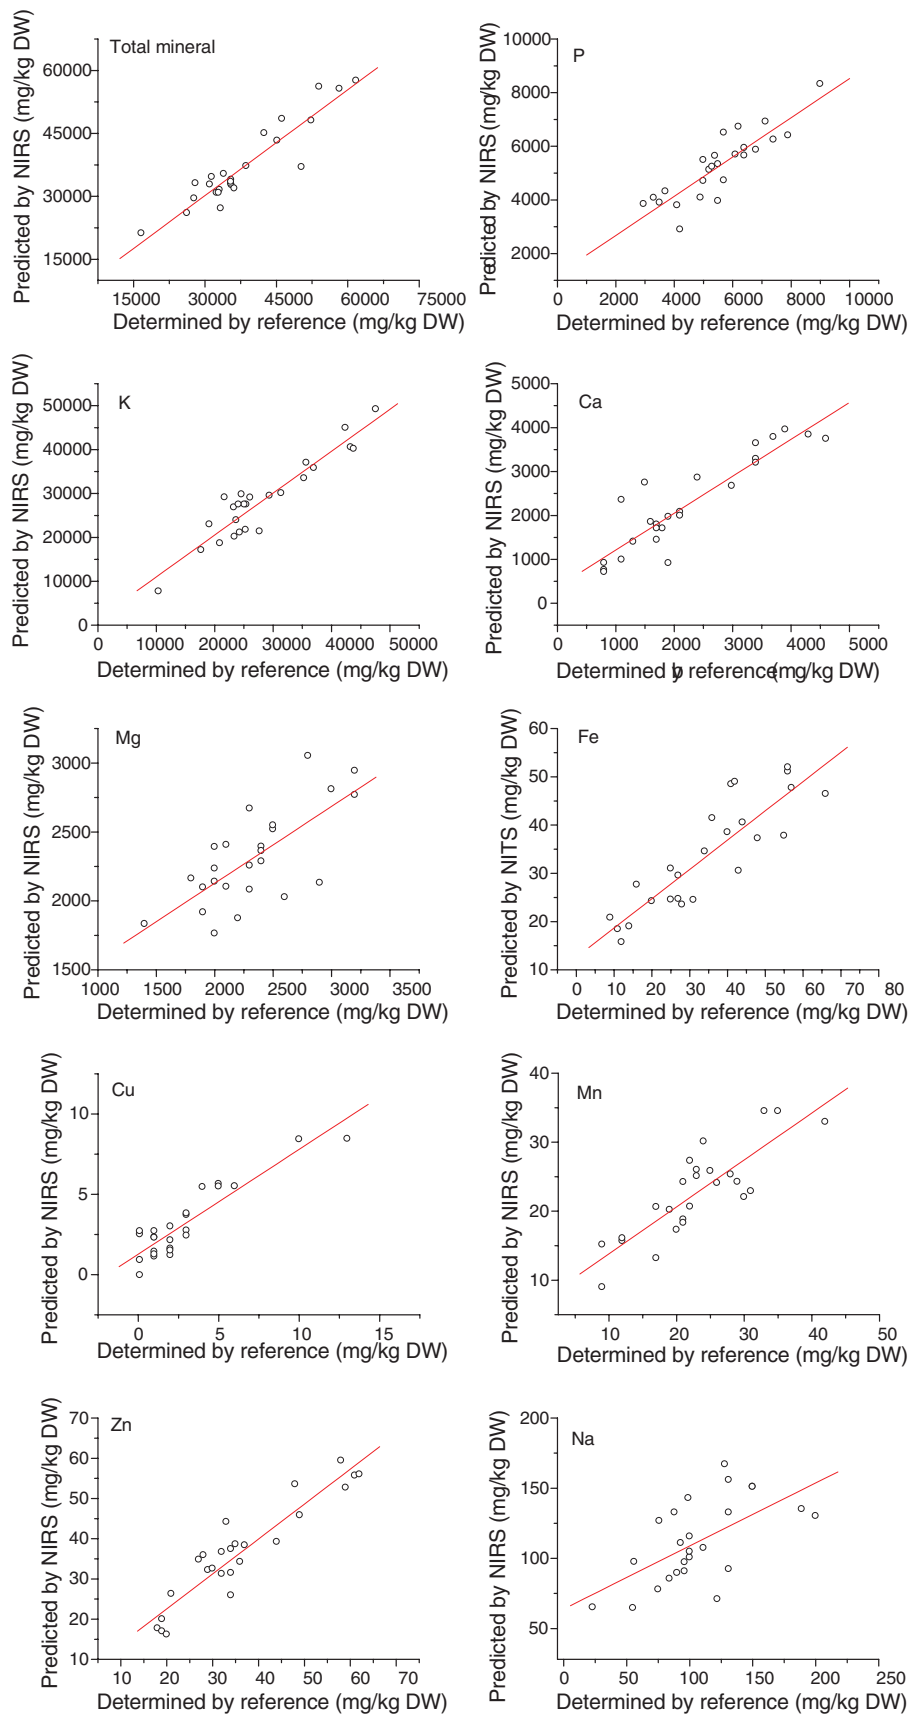 Total mineral
Predicted by NIRS (mg/kg DW)
60000
45000
30000
15000
15000 30000 45000 60000 75000
Determined by reference (mg/kg DW)
P
Predicted by NIRS (mg/kg DW)
10000
8000
6000
4000
2000
0 2000 4000 6000 8000 10000
Determined by reference (mg/kg DW)
K
Predicted by NIRS (mg/kg DW)
50000
40000
30000
20000
10000
0
0 10000 20000 30000 40000 50000
Determined by reference (mg/kg DW)
Ca
Predicted by NIRS (mg/kg DW)
5000
4000
3000
2000
1000
0
0 1000 2000 3000 4000 5000
Determined by reference (mg/kg DW)
Mg
Predicted by NIRS (mg/kg DW)
3000
2500
2000
1500
1000 1500 2000 2500 3000 3500
Determined by reference (mg/kg DW)
Fe
Predicted by NITS (mg/kg DW)
60
50
40
30
20
10
0 10 20 30 40 50 60 70 80
Determined by reference (mg/kg DW)
Cu
Predicted by NIRS (mg/kg DW)
10
5
0
0 5 10 15
Determined by reference (mg/kg DW)
Mn
Predicted by NIRS (mg/kg DW)
40
30
20
10
10 20 30 40 50
Determined by reference (mg/kg DW)
Zn
Predicted by NIRS (mg/kg DW)
70
60
50
40
30
20
10
10 20 30 40 50 60 70
Determined by reference (mg/kg DW)
Na
Predicted by NIRS (mg/kg DW)
200
150
100
50
0 50 100 150 200 250
Determined by reference (mg/kg DW)